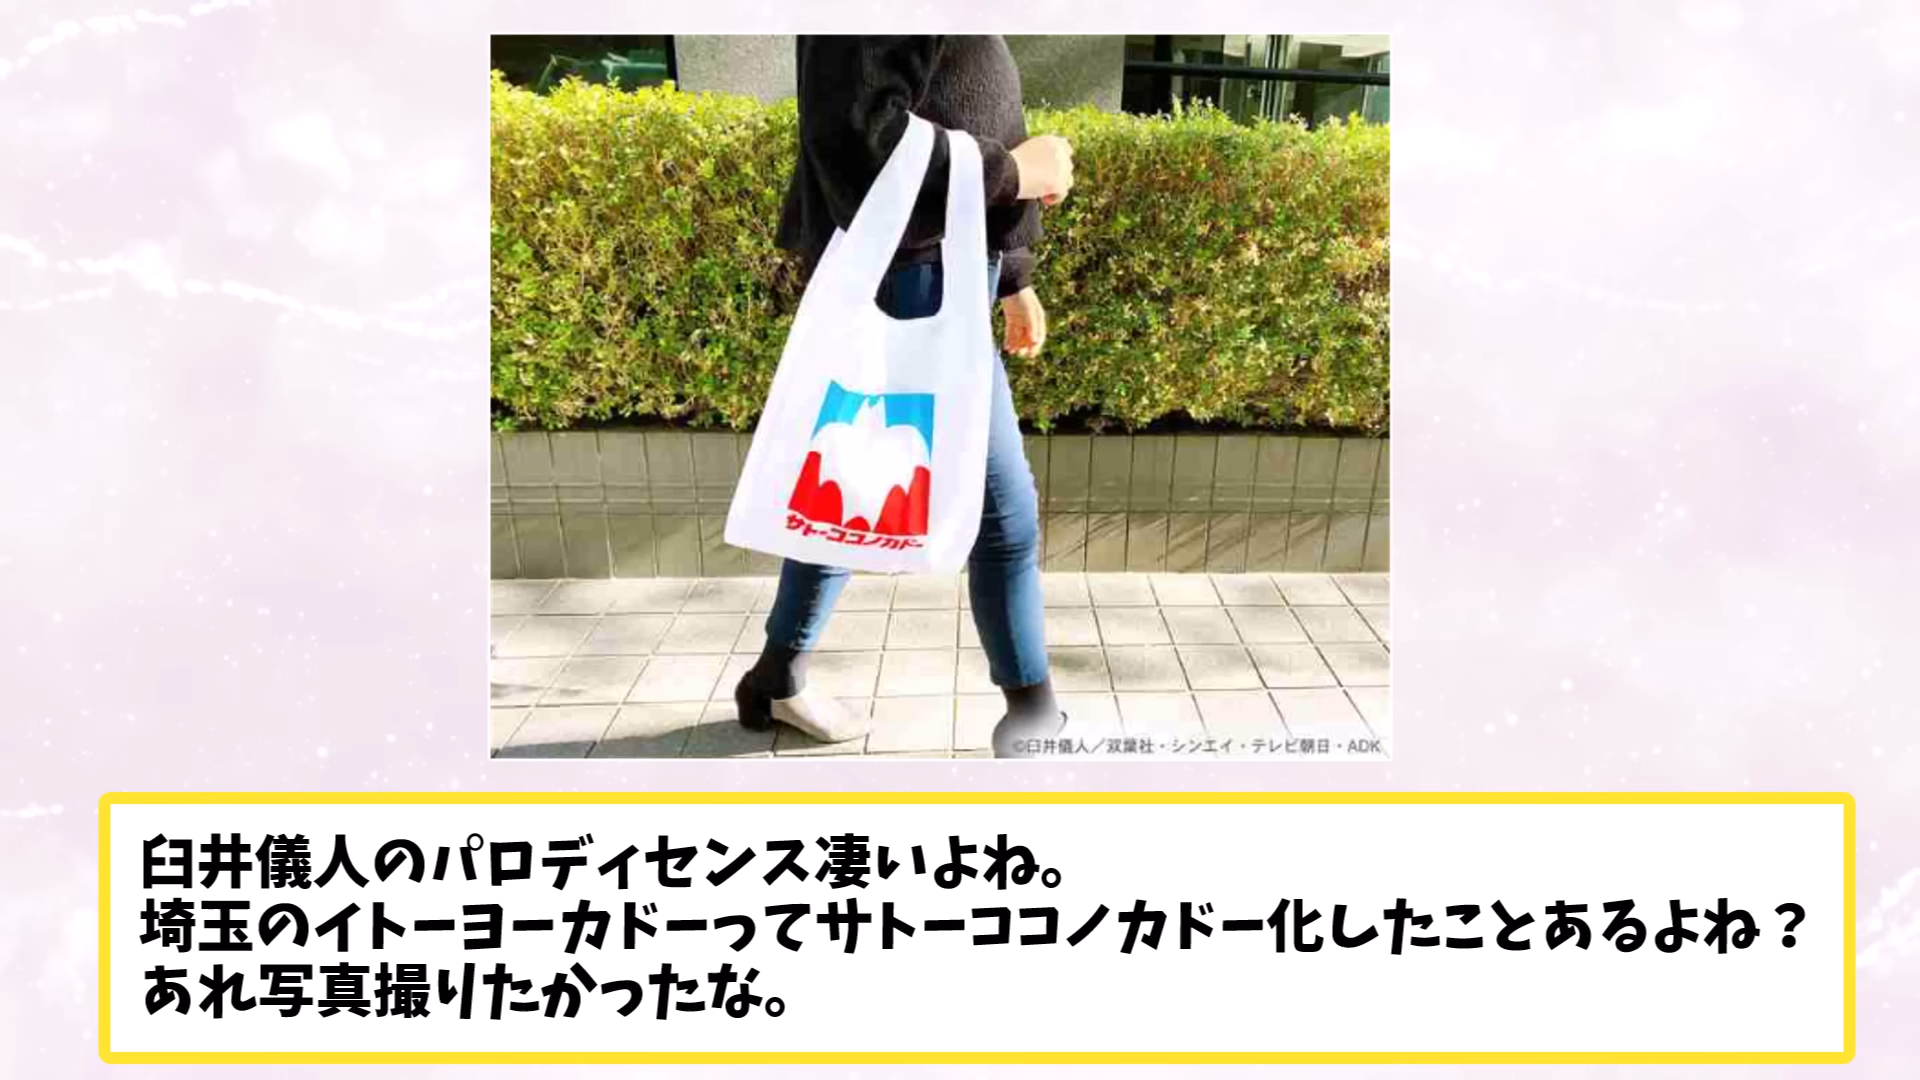 サトーココノカドー
©臼井儀人／双葉社・シンエイ・テレビ朝日・ADK
臼井儀人のパロディセンス凄いよね。
埼玉のイトーヨーカドーってサトーココノカドー化したことあるよね？
あれ写真撮りたかったな。